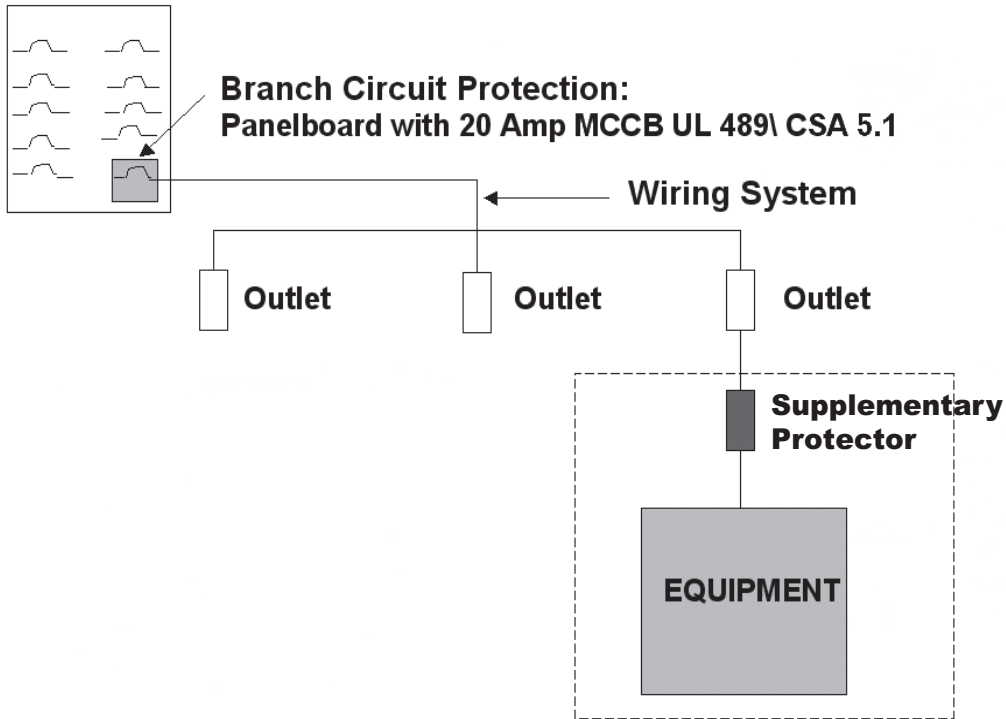 Branch Circuit Protection:
Panelboard with 20 Amp MCCB UL 489\ CSA 5.1
Wiring System
Outlet
Outlet
Outlet
Supplementary
Protector
EQUIPMENT